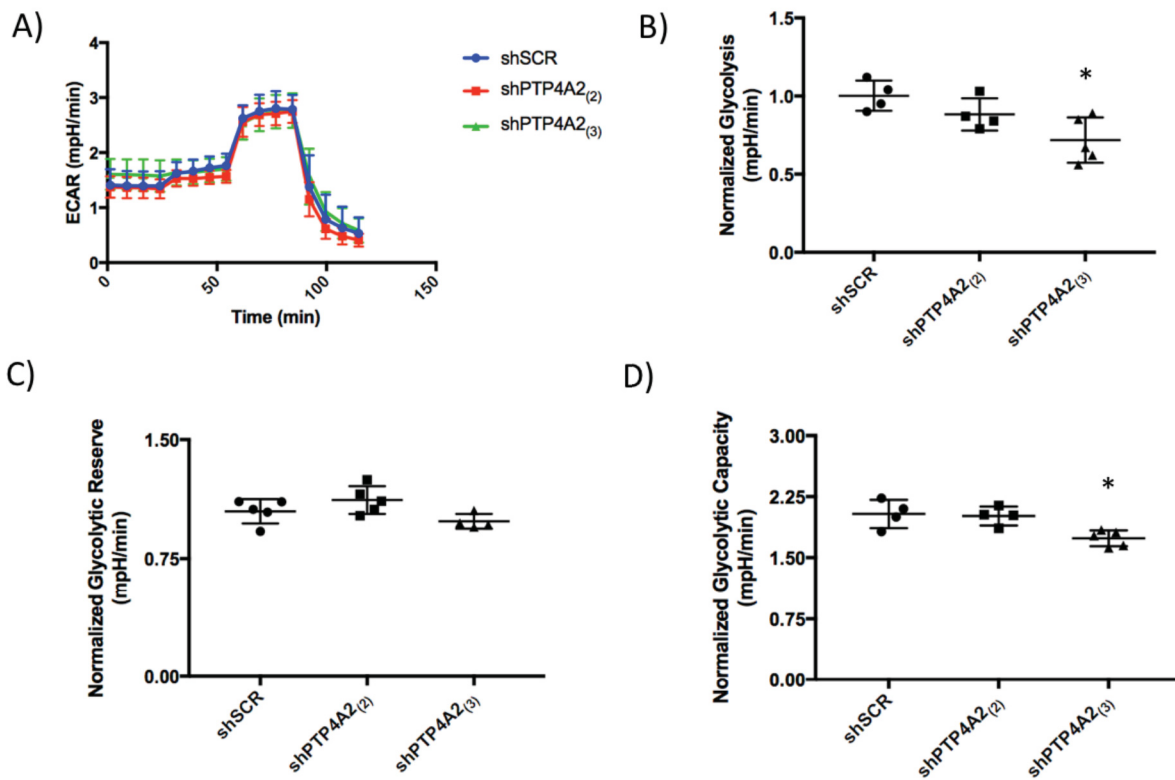 A)
ECAR (mpH/min)
4
3
2
1
0
0
50
100
150
Time (min)
shSCR
shPTP4A2(2)
shPTP4A2(3)
B)
Normalized Glycolysis
(mpH/min)
1.5
1.0
0.5
0.0
*
shSCR
shPTP4A2(2)
shPTP4A2(3)
C)
Normalized Glycolytic Reserve
(mpH/min)
1.50
0.75
0.00
shSCR
shPTP4A2(2)
shPTP4A2(3)
D)
Normalized Glycolytic Capacity
(mpH/min)
3.00
2.25
1.50
0.75
0.00
*
shSCR
shPTP4A2(2)
shPTP4A2(3)